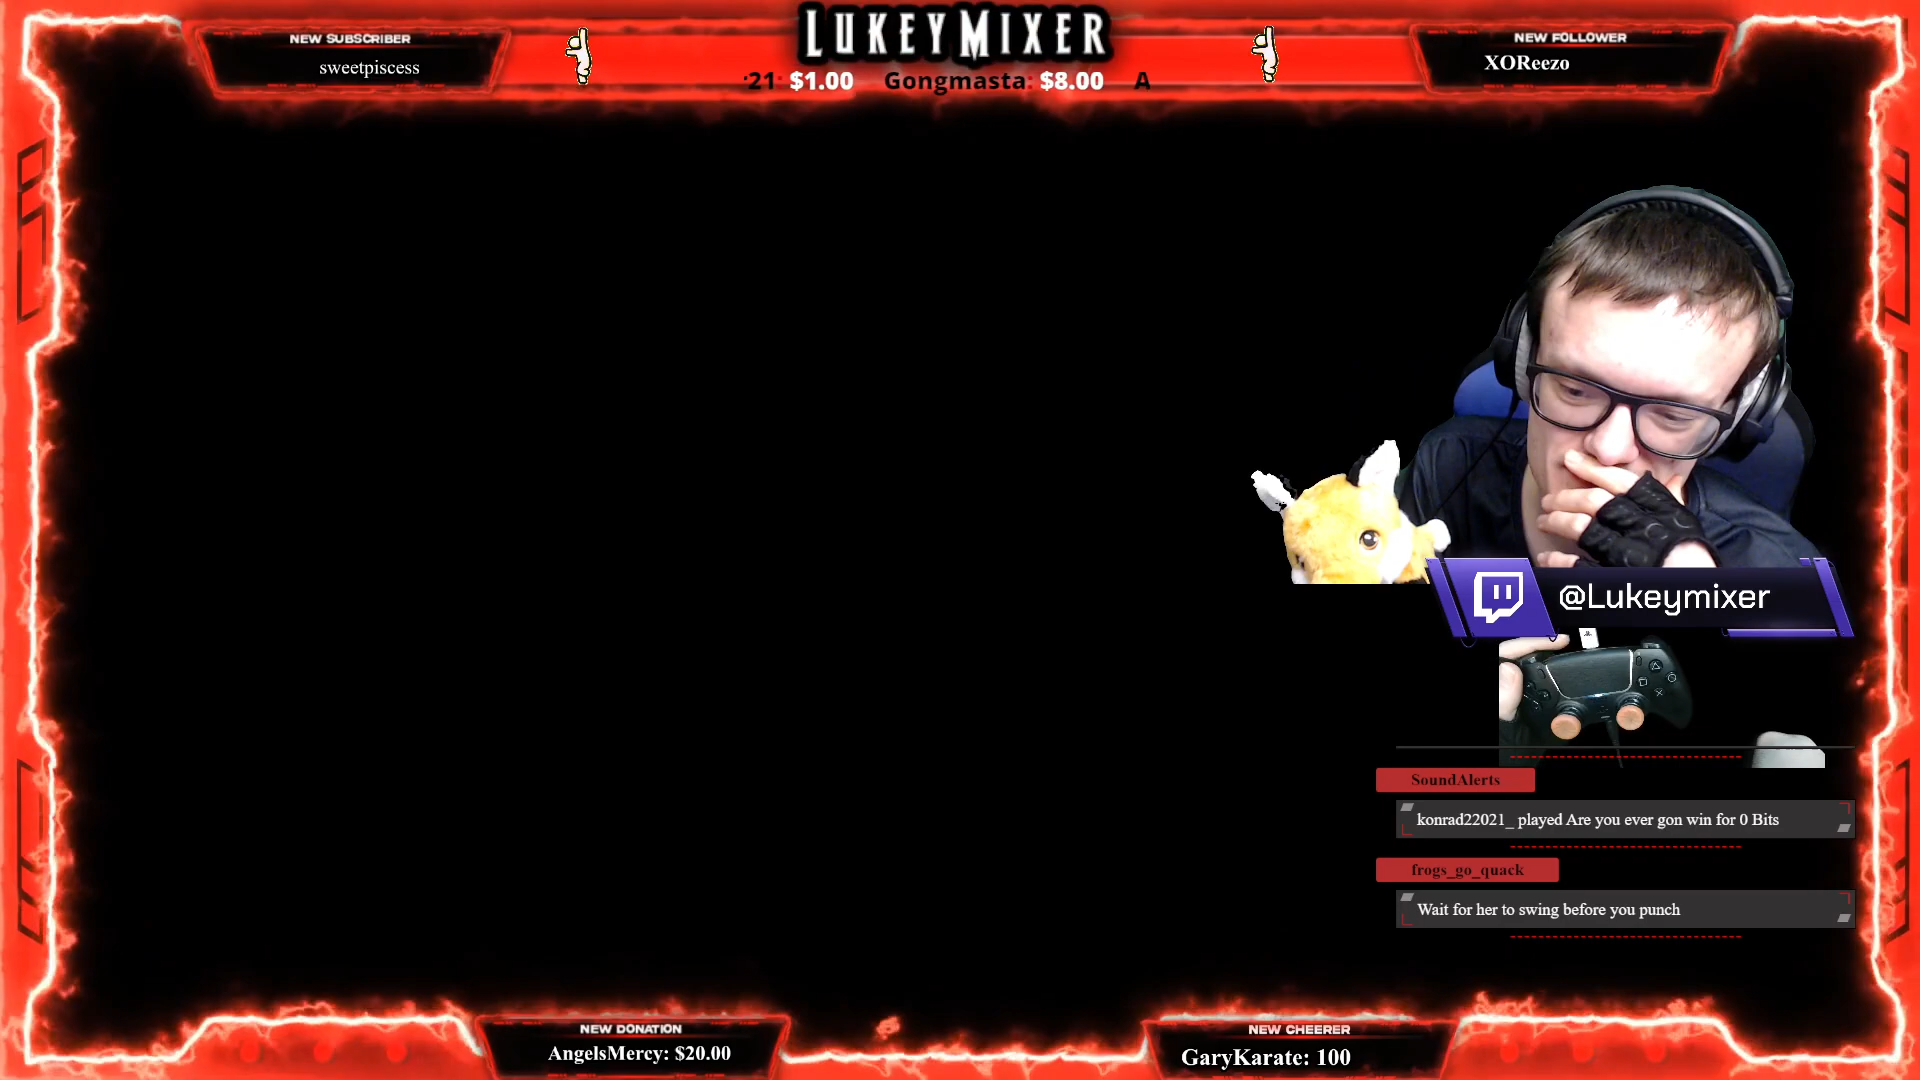 LUKEYMIXER
NEW SUBSCRIBER
sweetpiscess
21: $1.00 Gongmasta: $8.00 A
NEW FOLLOWER
XOReezo
@Lukeymixer
SoundAlerts
konrad22021_ played Are you ever gon win for 0 Bits
frogs_go_quack
Wait for her to swing before you punch
NEW DONATION
AngelsMercy: $20.00
NEW CHEERER
GaryKarate: 100